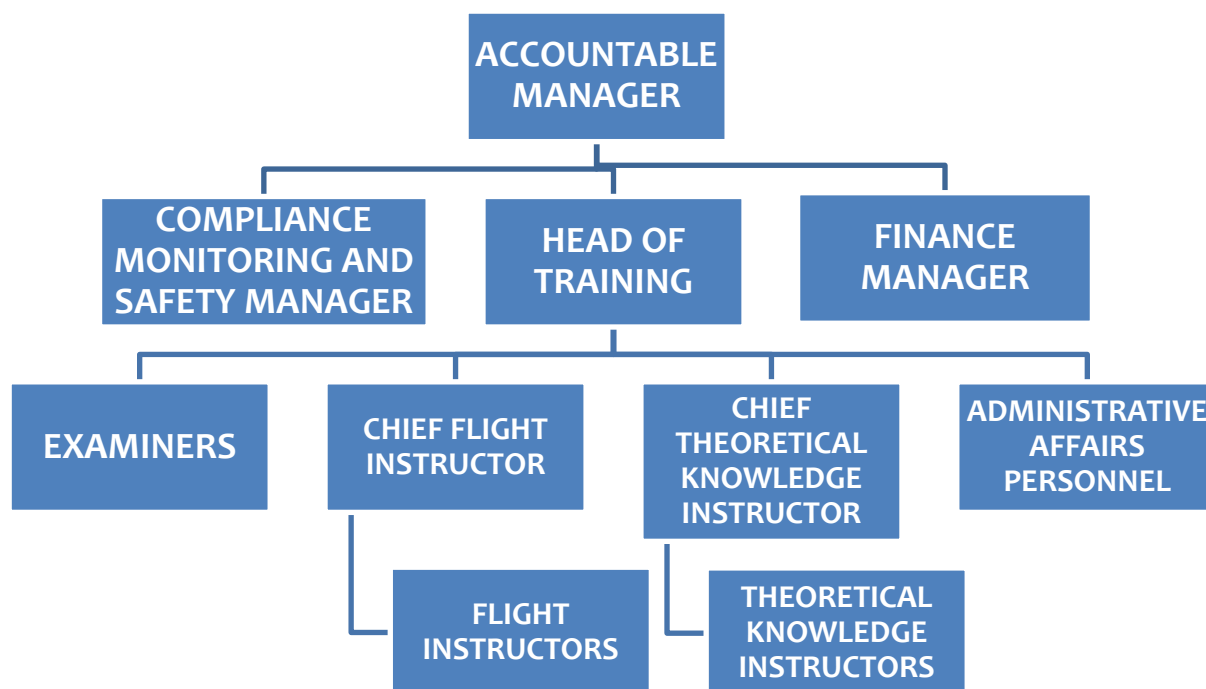 ACCOUNTABLE
MANAGER
COMPLIANCE
MONITORING AND
SAFETY MANAGER
HEAD OF
TRAINING
FINANCE
MANAGER
EXAMINERS
CHIEF FLIGHT
INSTRUCTOR
CHIEF
THEORETICAL
KNOWLEDGE
INSTRUCTOR
ADMINISTRATIVE
AFFAIRS
PERSONNEL
FLIGHT
INSTRUCTORS
THEORETICAL
KNOWLEDGE
INSTRUCTORS